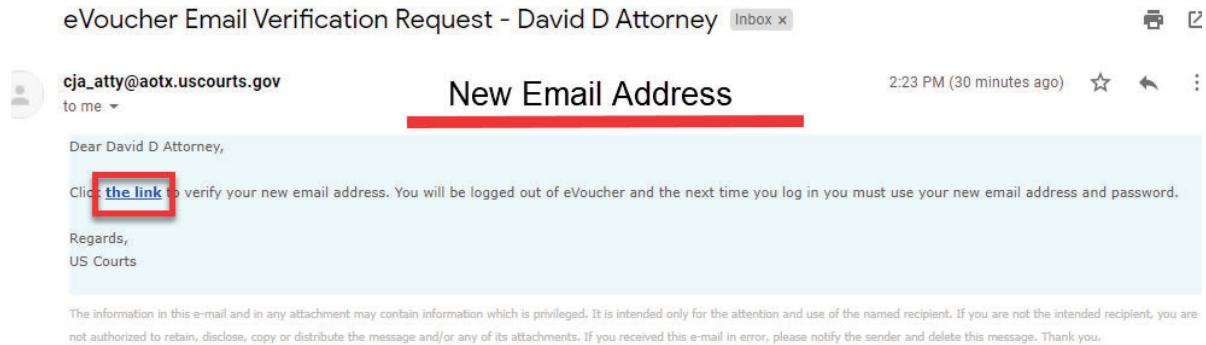 eVoucher Email Verification Request - David D Attorney Inbox x
cja_atty@aotx.uscourts.gov
2:23 PM (30 minutes ago)
to me
New Email Address
Dear David D Attorney,
Click the link to verify your new email address. You will be logged out of eVoucher and the next time you log in you must use your new email address and password.
Regards,
US Courts
The information in this e-mail and in any attachment may contain information which is privileged. It is intended only for the attention and use of the named recipient. If you are not the intended recipient, you are
not authorized to retain, disclose, copy or distribute the message and/or any of its attachments. If you received this e-mail in error, please notify the sender and delete this message. Thank you.